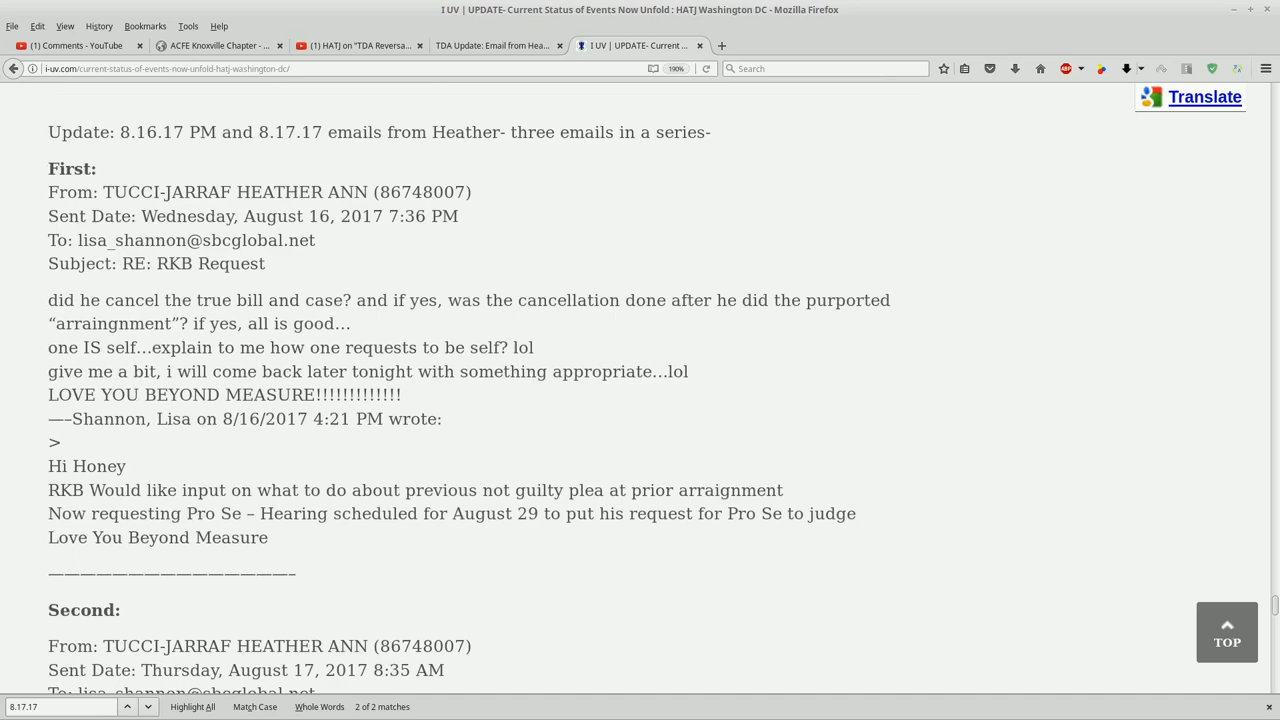 I UV | UPDATE- Current Status of Events Now Unfold : HATJ Washington DC - Mozilla Firefox
File Edit View History Bookmarks Tools Help
(1) Comments - YouTube
ACFE Knoxville Chapter - ...
(1) HATJ on "TDA Reversa...
TDA Update: Email from Hea...
I UV | UPDATE- Current ...
i-uv.com/current-status-of-events-now-unfold-hatj-washington-dc/
190%
Search
ABP
Translate
Update: 8.16.17 PM and 8.17.17 emails from Heather- three emails in a series-
First:
From: TUCCI-JARRAF HEATHER ANN (86748007)
Sent Date: Wednesday, August 16, 2017 7:36 PM
To: lisa_shannon@sbcglobal.net
Subject: RE: RKB Request
did he cancel the true bill and case? and if yes, was the cancellation done after he did the purported
“arraingnment”? if yes, all is good…
one IS self…explain to me how one requests to be self? lol
give me a bit, i will come back later tonight with something appropriate…lol
LOVE YOU BEYOND MEASURE!!!!!!!!!!!!!
—–Shannon, Lisa on 8/16/2017 4:21 PM wrote:
>
Hi Honey
RKB Would like input on what to do about previous not guilty plea at prior arraignment
Now requesting Pro Se – Hearing scheduled for August 29 to put his request for Pro Se to judge
Love You Beyond Measure
———————————————–
Second:
From: TUCCI-JARRAF HEATHER ANN (86748007)
Sent Date: Thursday, August 17, 2017 8:35 AM
To: lisa_shannon@sbcglobal.net
TOP
8.17.17
Highlight All Match Case Whole Words 2 of 2 matches